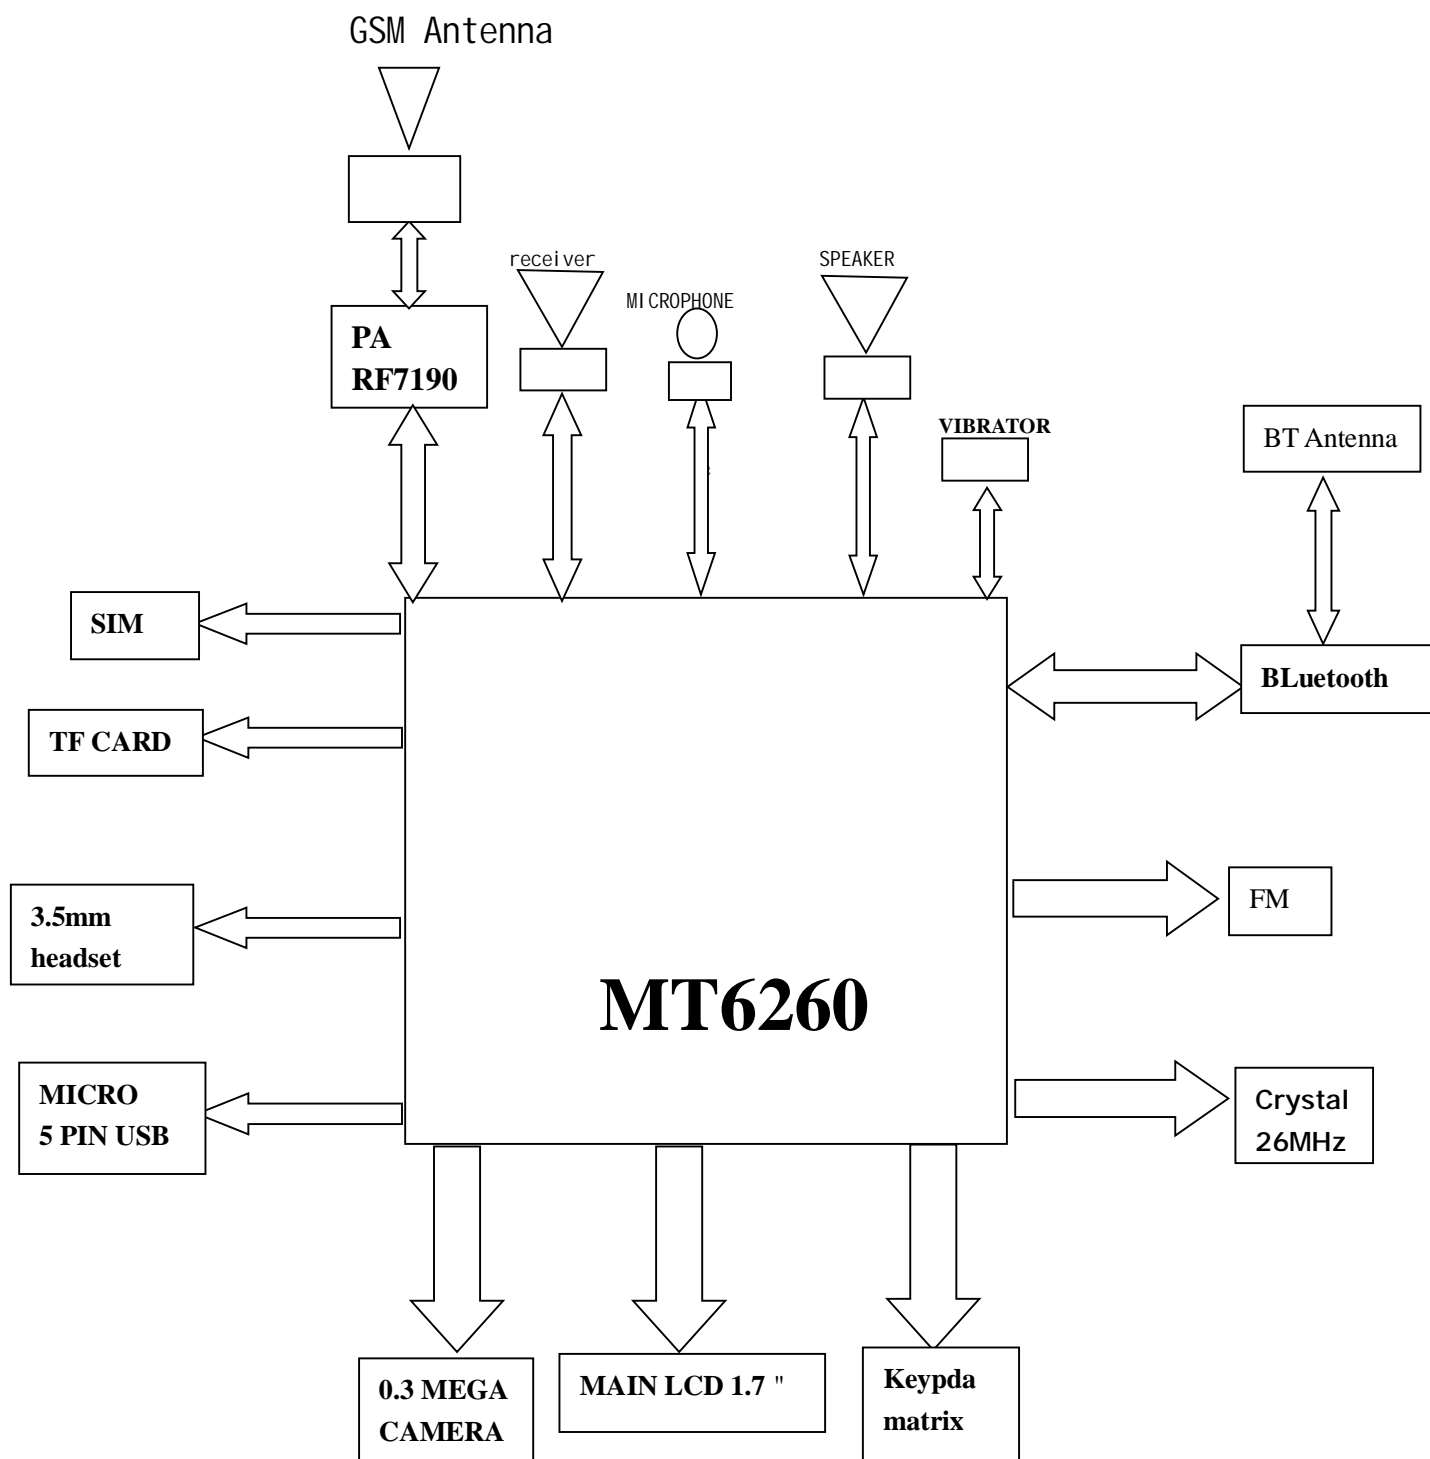 GSM Antenna
receiver
SPEAKER
MICROPHONE
PA
RF7190
VIBRATOR
BT Antenna
SIM
BLuetooth
TF CARD
3.5mm
headset
FM
MT6260
MICRO
5 PIN USB
Crystal
26MHz
0.3 MEGA
CAMERA
MAIN LCD 1.7 "
Keypda
matrix